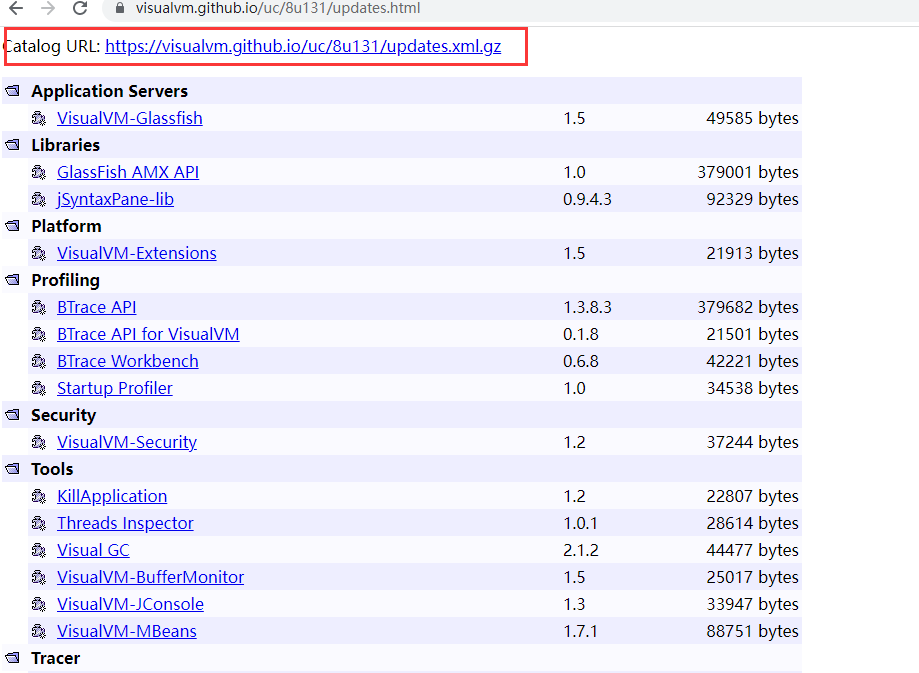 visualvm.github.io/uc/8u131/updates.html
Catalog URL: https://visualvm.github.io/uc/8u131/updates.xml.gz
Application Servers
VisualVM-Glassfish 1.5 49585 bytes
Libraries
GlassFish AMX API 1.0 379001 bytes
jSyntaxPane-lib 0.9.4.3 92329 bytes
Platform
VisualVM-Extensions 1.5 21913 bytes
Profiling
BTrace API 1.3.8.3 379682 bytes
BTrace API for VisualVM 0.1.8 21501 bytes
BTrace Workbench 0.6.8 42221 bytes
Startup Profiler 1.0 34538 bytes
Security
VisualVM-Security 1.2 37244 bytes
Tools
KillApplication 1.2 22807 bytes
Threads Inspector 1.0.1 28614 bytes
Visual GC 2.1.2 44477 bytes
VisualVM-BufferMonitor 1.5 25017 bytes
VisualVM-JConsole 1.3 33947 bytes
VisualVM-MBeans 1.7.1 88751 bytes
Tracer